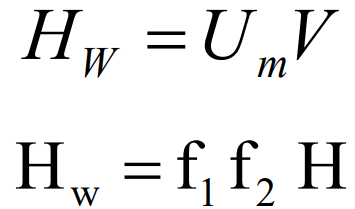 H_W = U_m V
H_w = f_1 f_2 H